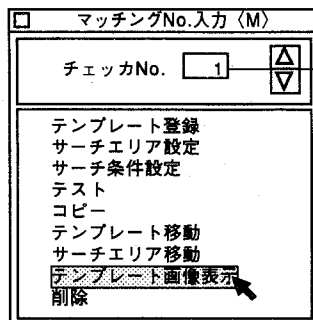 マッチングNo.入力〈M〉
チェッカNo. 1
テンプレート登録
サーチエリア設定
サーチ条件設定
テスト
コピー
テンプレート移動
サーチエリア移動
テンプレート画像表示
削除